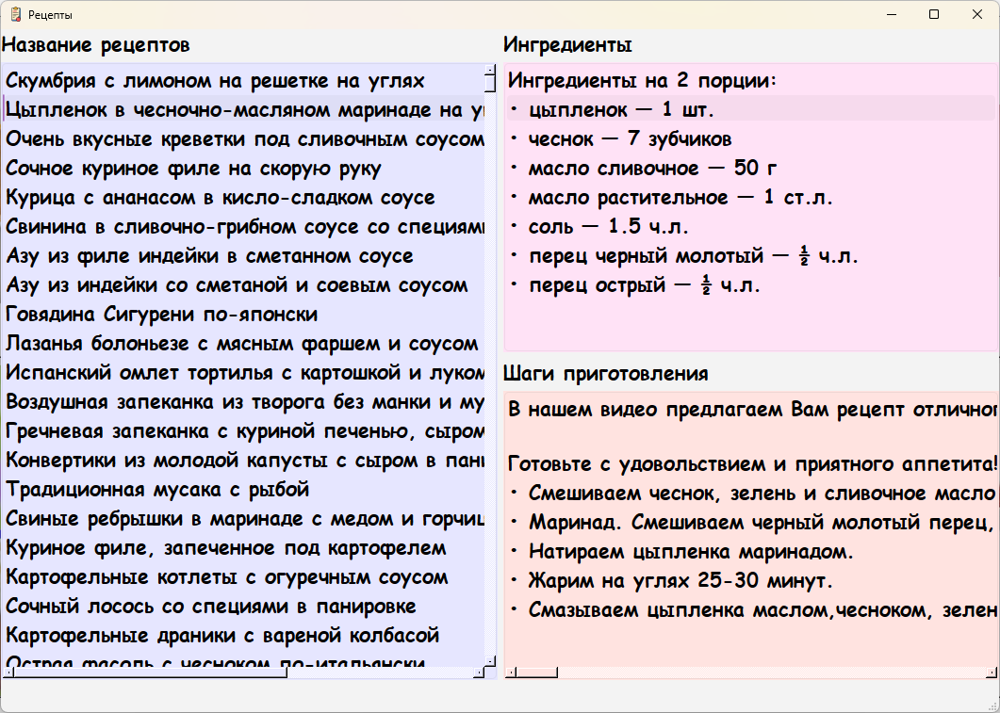 Рецепты
Название рецептов
Скумбрия с лимоном на решетке на углях
Цыпленок в чесночно-масляном маринаде на
Очень вкусные креветки под сливочным соусом
Сочное куриное филе на скорую руку
Курица с ананасом в кисло-сладком соусе
Свинина в сливочно-грибном соусе со специями
Азу из филе индейки в сметанном соусе
Азу из индейки со сметаной и соевым соусом
Говядина Сигурени по-японски
Лазанья болоньезе с мясным фаршем и соусом
Испанский омлет тортилья с картошкой и луком
Воздушная запеканка из творога без манки и му
Гречневая запеканка с куриной печенью, сыром
Конвертики из молодой капусты с сыром в пани
Традиционная мусака с рыбой
Свиные ребрышки в маринаде с медом и горчиц
Куриное филе, запеченное под картофелем
Картофельные котлеты с огуречным соусом
Сочный лосось со специями в панировке
Картофельные драники с вареной колбасой
Острая фасоль с чесноком по-итальянски
Ингредиенты
Ингредиенты на 2 порции:
• цыпленок — 1 шт.
• чеснок — 7 зубчиков
• масло сливочное — 50 г
• масло растительное — 1 ст.л.
• соль — 1.5 ч.л.
• перец черный молотый — ½ ч.л.
• перец острый — ½ ч.л.
Шаги приготовления
В нашем видео предлагаем Вам рецепт отличног
Готовьте с удовольствием и приятного аппетита!
• Смешиваем чеснок, зелень и сливочное масло
• Маринад. Смешиваем черный молотый перец,
• Натираем цыпленка маринадом.
• Жарим на углях 25-30 минут.
• Смазываем цыпленка маслом,чесноком, зелен